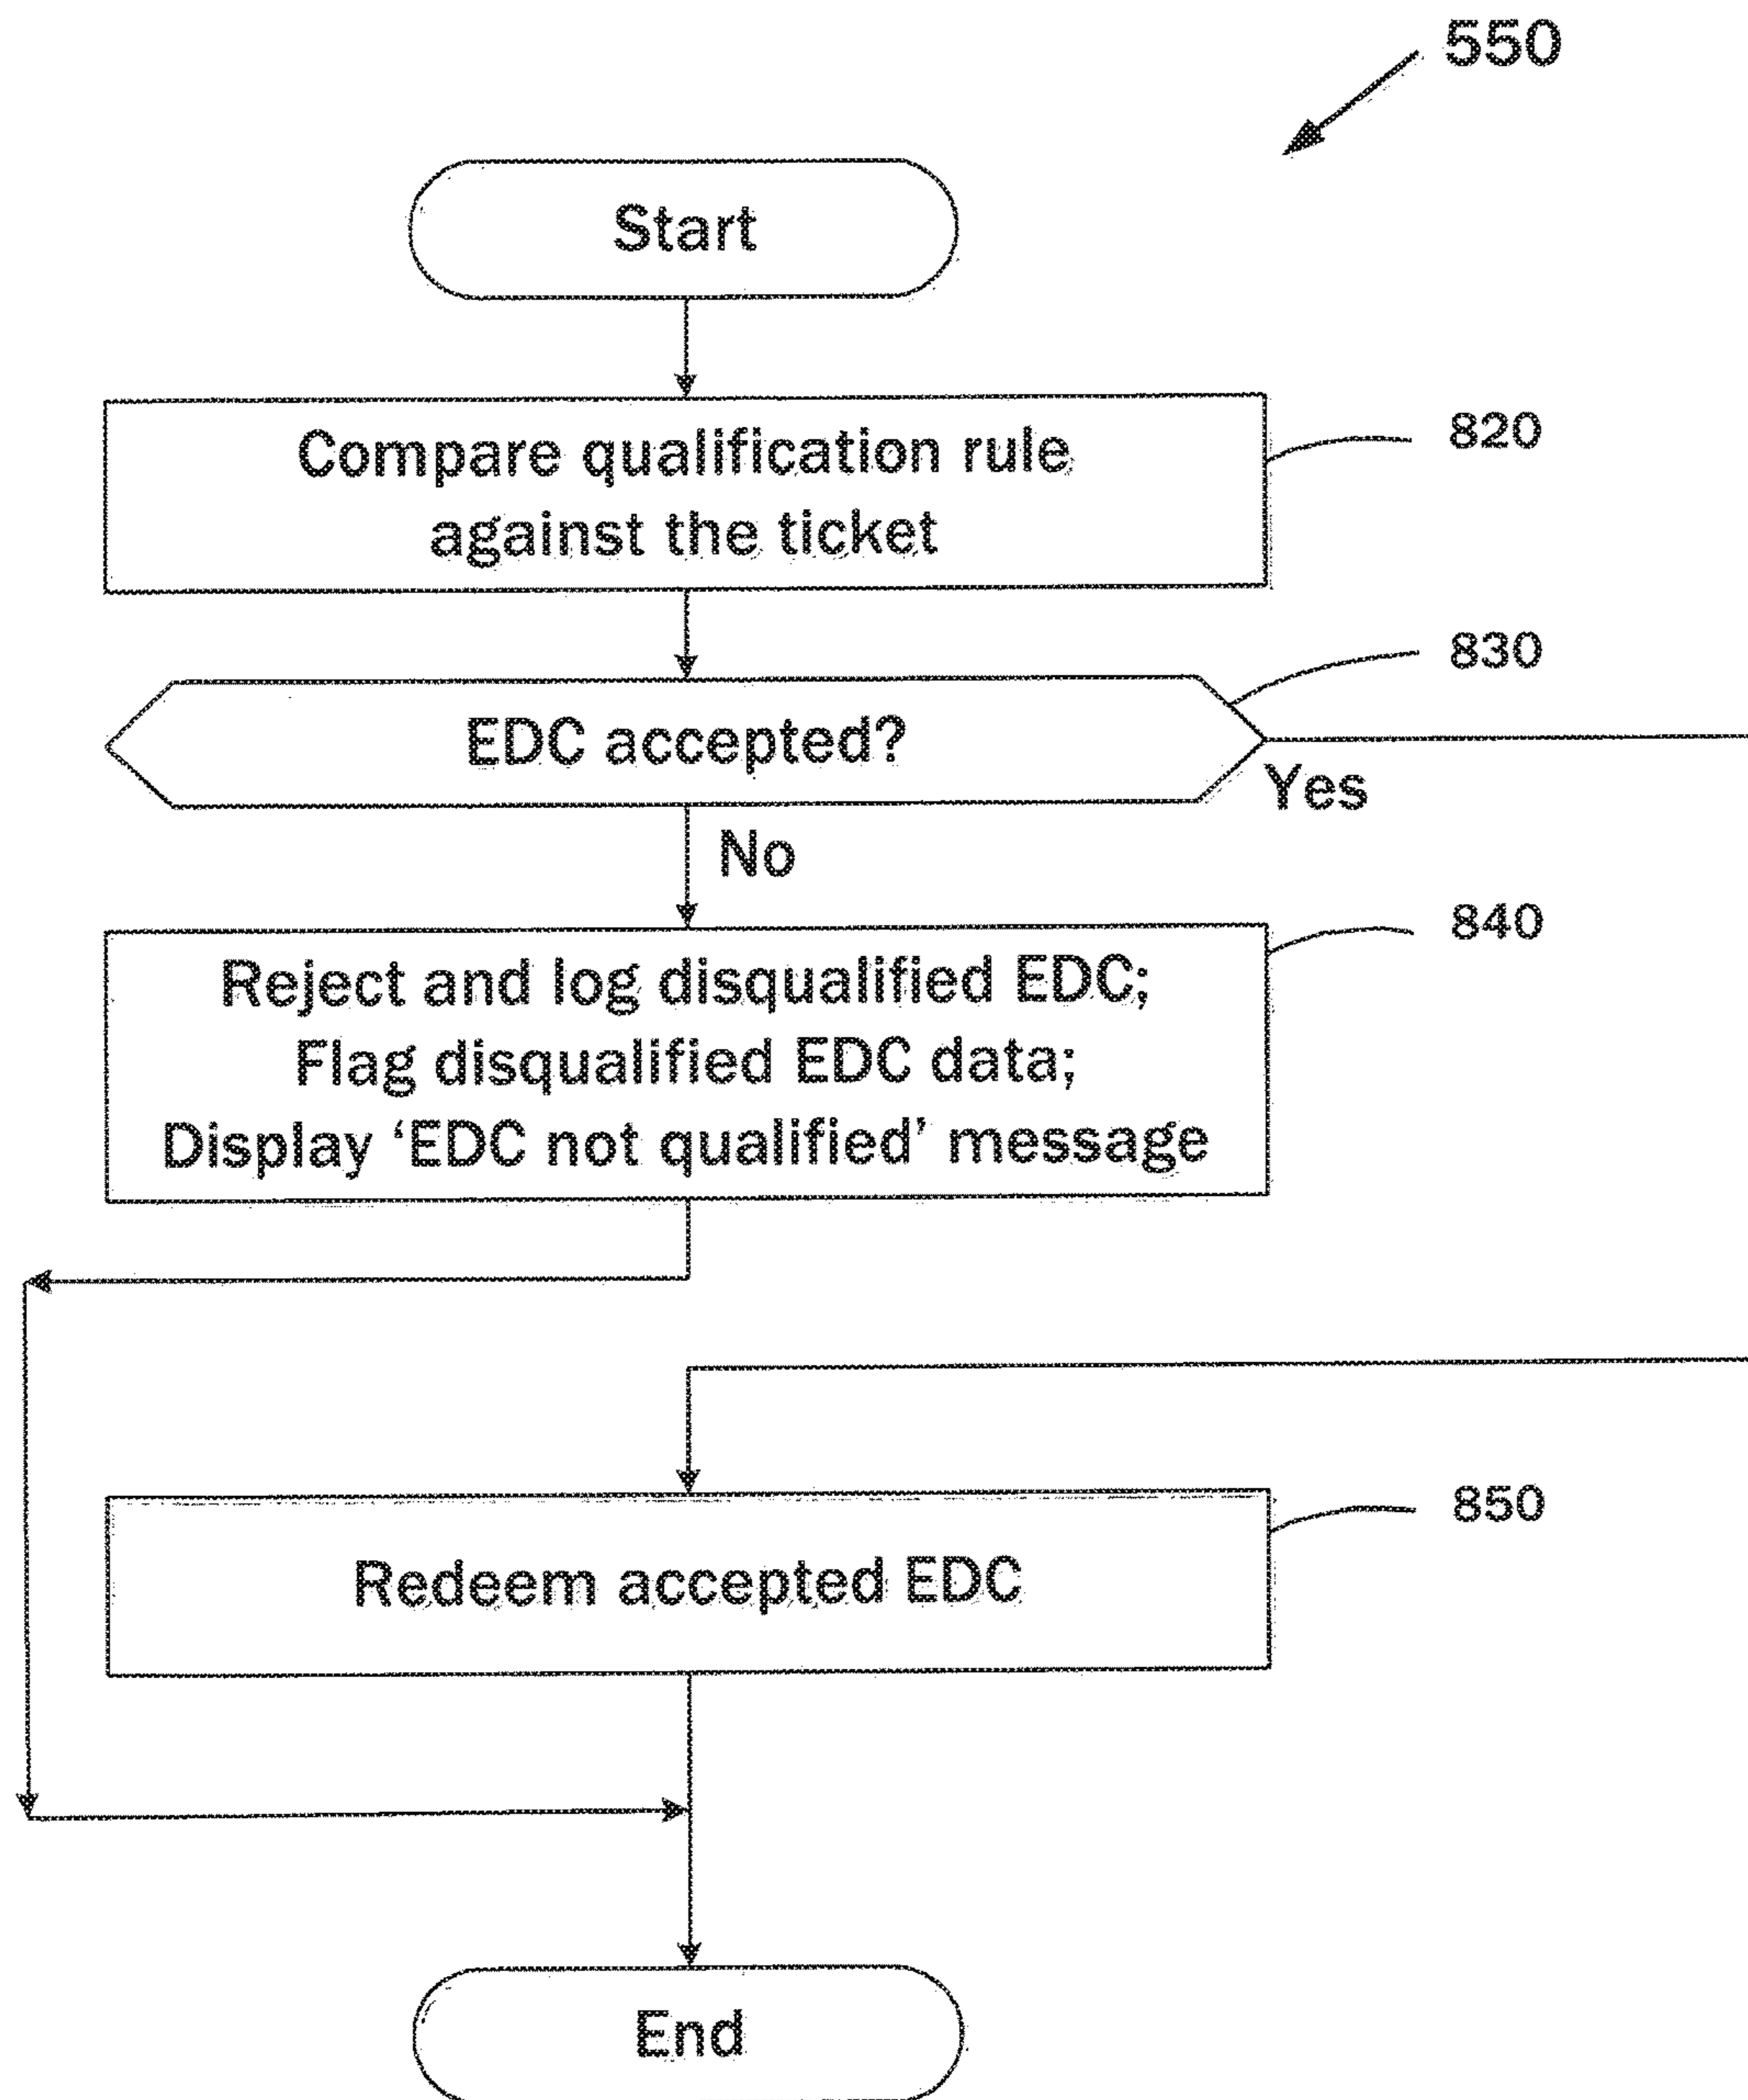 550
Start
Compare qualification rule
820
against the ticket
830
EDC accepted?
Yes
No
840
Reject and log disqualified EDC;
Flag disqualified EDC data;
Display ‘EDC not qualified’ message
850
Redeem accepted EDC
End